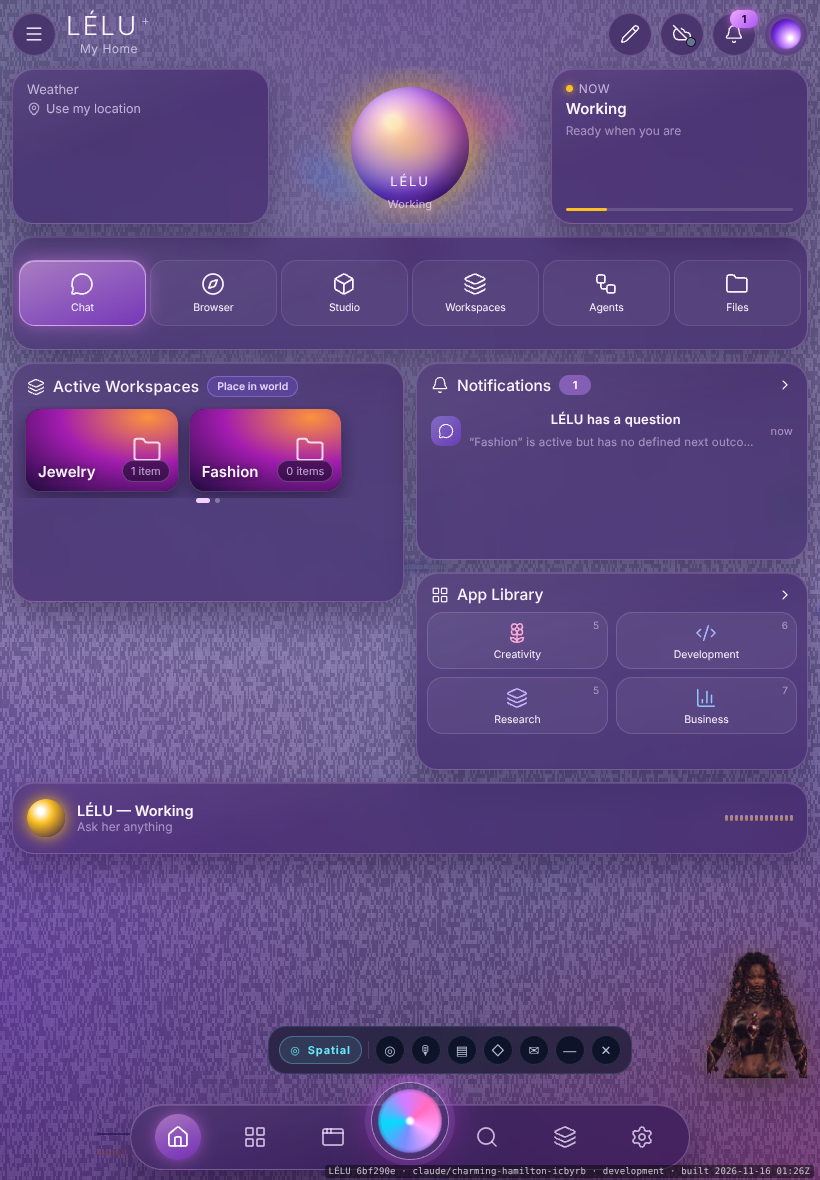 LÉLU +
My Home
1
Weather
Use my location
LÉLU
Working
NOW
Working
Ready when you are
Chat
Browser
Studio
Workspaces
Agents
Files
Active Workspaces
Place in world
Jewelry
1 item
Fashion
0 items
Notifications
1
LÉLU has a question
“Fashion” is active but has no defined next outco...
now
App Library
5
Creativity
6
Development
5
Research
7
Business
LÉLU — Working
Ask her anything
Spatial
LÉLU 6bf290e · claude/charming-hamilton-icbyrb · development · built 2026-11-16 01:26Z